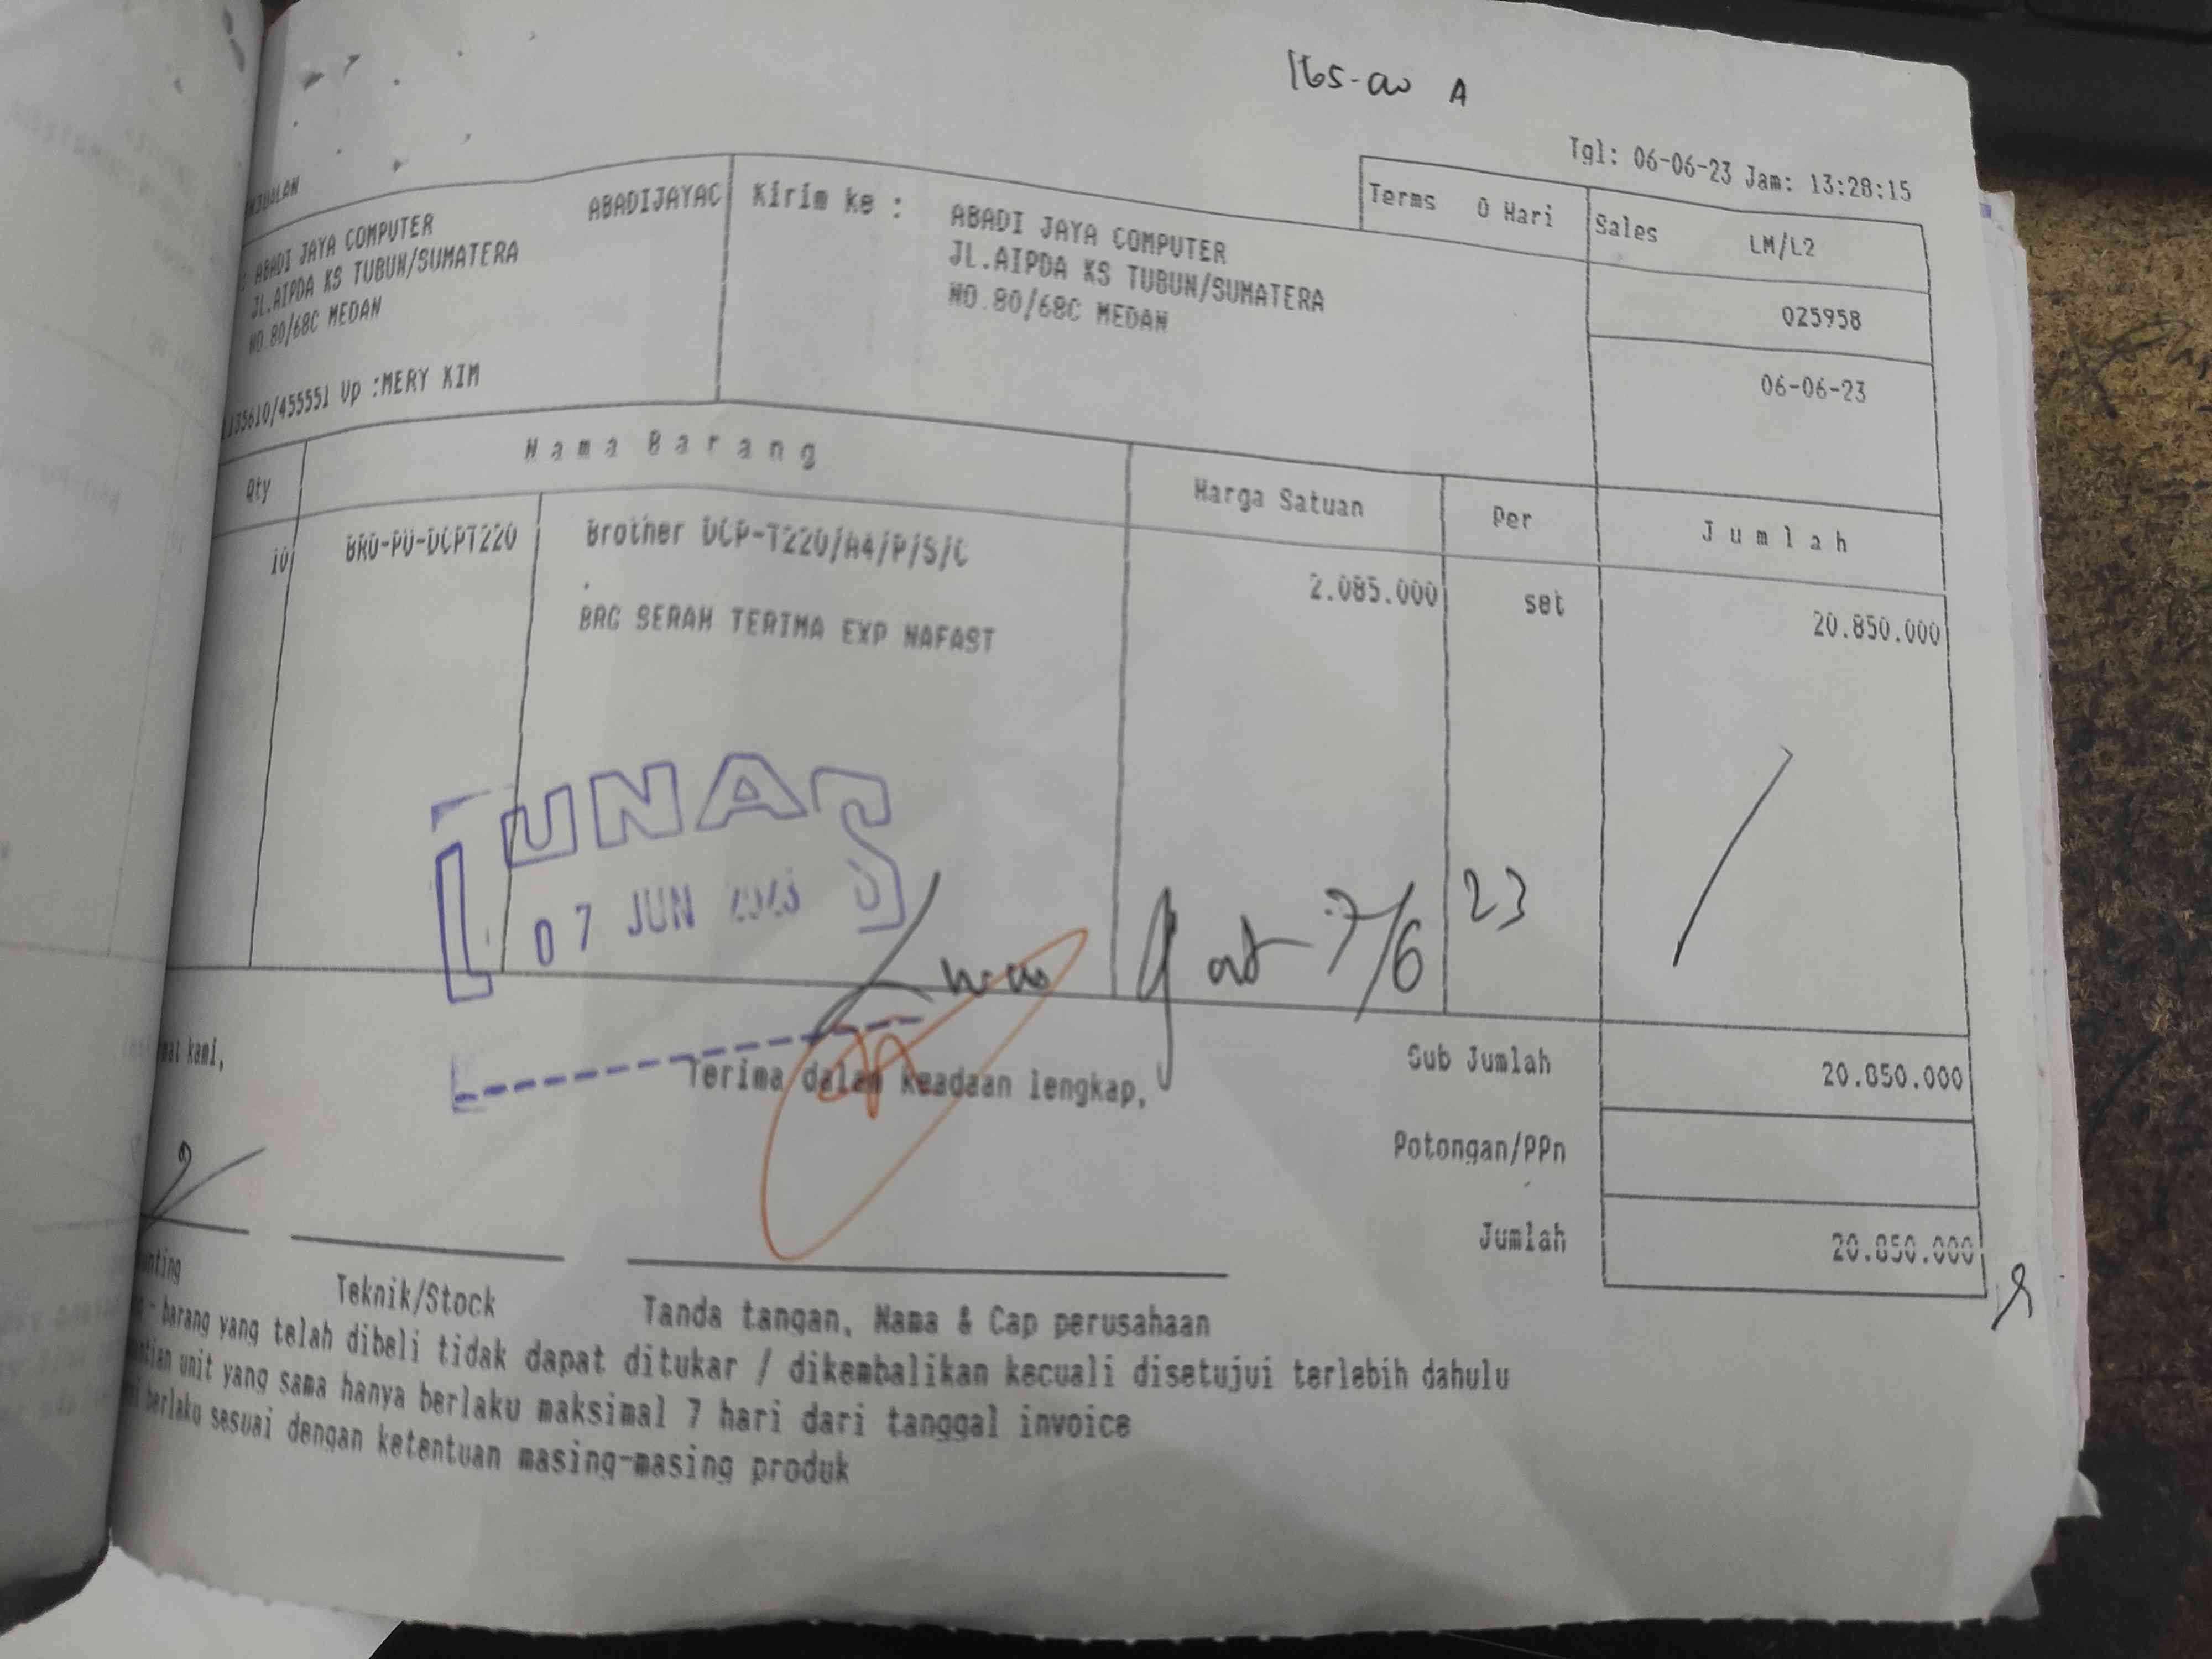 Tgl: 06-06-23 Jam: 13:28:15
ABADIJAYAC
ABADI JAYA COMPUTER
JL.AIPDA KS TUBUN/SUMATERA
NO.80/68C MEDAN
135610/455551 Up :MERY KIM
Kirim ke :
ABADI JAYA COMPUTER
JL.AIPDA KS TUBUN/SUMATERA
NO.80/68C MEDAN
Terms 0 Hari
Sales LM/L2
025958
06-06-23
Qty Nama Barang Harga Satuan Per Jumlah
10 BRO-PU-DCPT220 Brother DCP-T220/A4/P/S/C 2.085.000 set 20.850.000
.
BRG SERAH TERIMA EXP NAFAST
LUNAS
07 JUN 2023
7/6 23
kami,
Terima dalam keadaan lengkap,
Sub Jumlah 20.850.000
Potongan/PPn
Jumlah 20.850.000
Teknik/Stock
Tanda tangan, Nama & Cap perusahaan
- barang yang telah dibeli tidak dapat ditukar / dikembalikan kecuali disetujui terlebih dahulu
unit yang sama hanya berlaku maksimal 7 hari dari tanggal invoice
berlaku sesuai dengan ketentuan masing-masing produk